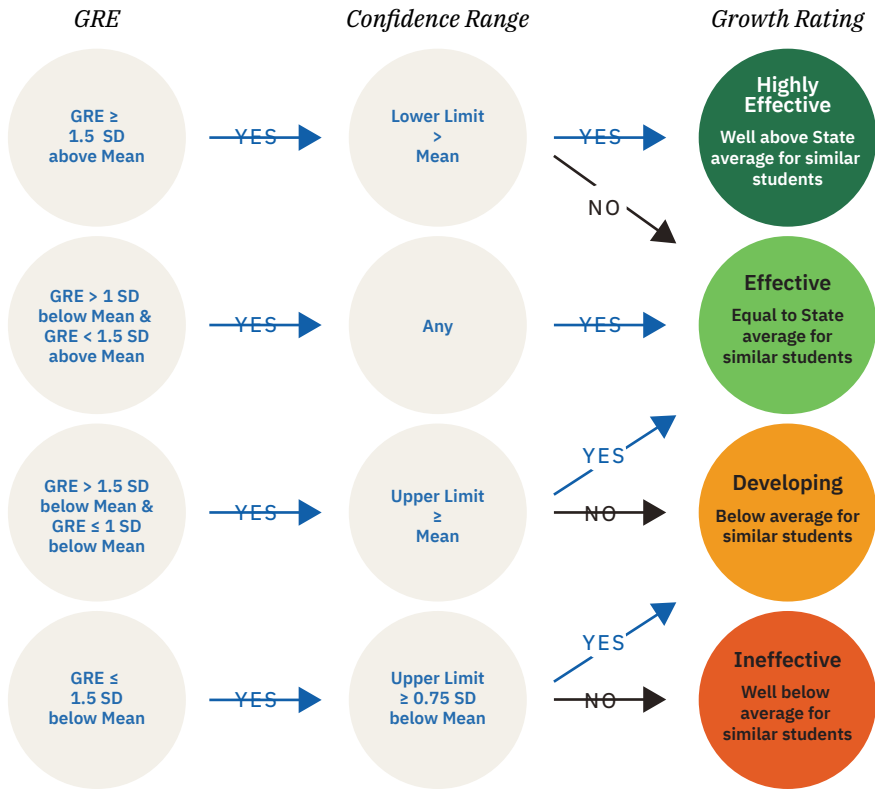 GRE
Confidence Range
Growth Rating
GRE ≥
1.5 SD
above Mean
YES
Lower Limit
>
Mean
YES
NO
Highly
Effective
Well above State
average for similar
students
GRE > 1 SD
below Mean &
GRE < 1.5 SD
above Mean
YES
Any
YES
Effective
Equal to State
average for
similar students
GRE > 1.5 SD
below Mean &
GRE ≤ 1 SD
below Mean
YES
Upper Limit
≥
Mean
YES
NO
Developing
Below average for
similar students
GRE ≤
1.5 SD
below Mean
YES
Upper Limit
≥ 0.75 SD
below Mean
YES
NO
Ineffective
Well below
average for
similar students